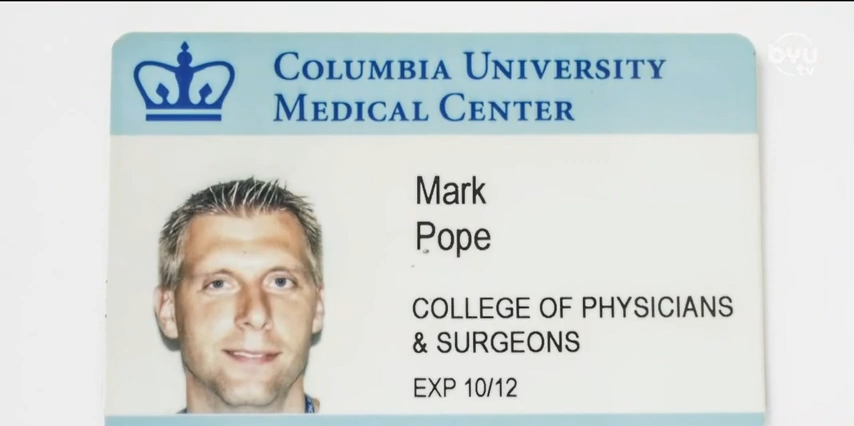 COLUMBIA UNIVERSITY
MEDICAL CENTER
byu
tv
Mark
Pope
COLLEGE OF PHYSICIANS
& SURGEONS
EXP 10/12